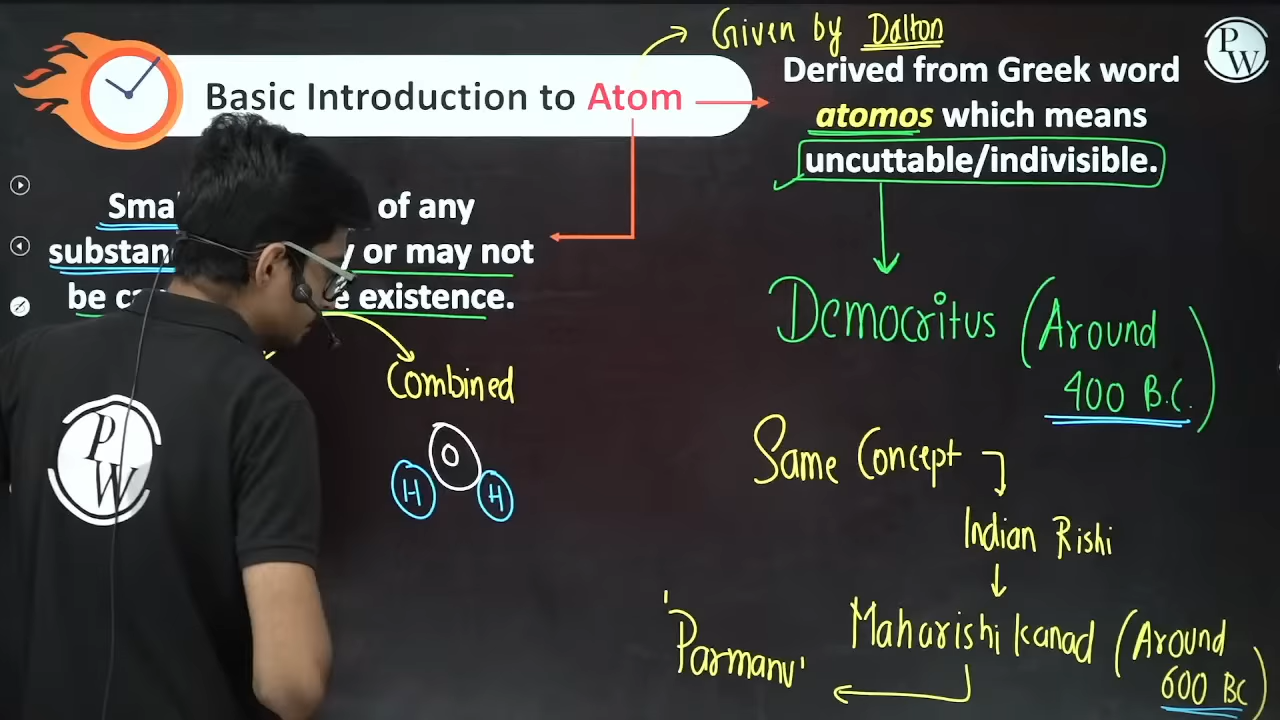 Given by Dalton
Basic Introduction to Atom
Derived from Greek word
atomos which means
uncuttable/indivisible.
of any
or may not
existence.
Combined
O
H H
Democritus (Around
400 B.C.)
Same Concept
Indian Rishi
Maharishi Kanad (Around
600 BC)
'Parmanu'
PW
PW